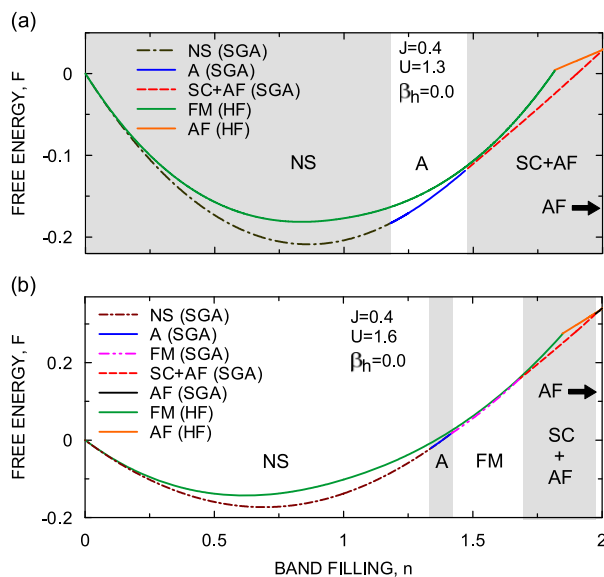 (a)
FREE ENERGY, F
0
-0.1
-0.2
NS (SGA)
A (SGA)
SC+AF (SGA)
FM (HF)
AF (HF)
J=0.4
U=1.3
βh=0.0
NS
A
SC+AF
AF
(b)
FREE ENERGY, F
0.2
0
-0.2
NS (SGA)
A (SGA)
FM (SGA)
SC+AF (SGA)
AF (SGA)
FM (HF)
AF (HF)
J=0.4
U=1.6
βh=0.0
AF
NS
A
FM
SC
+
AF
0
0.5
1
1.5
2
BAND FILLING, n